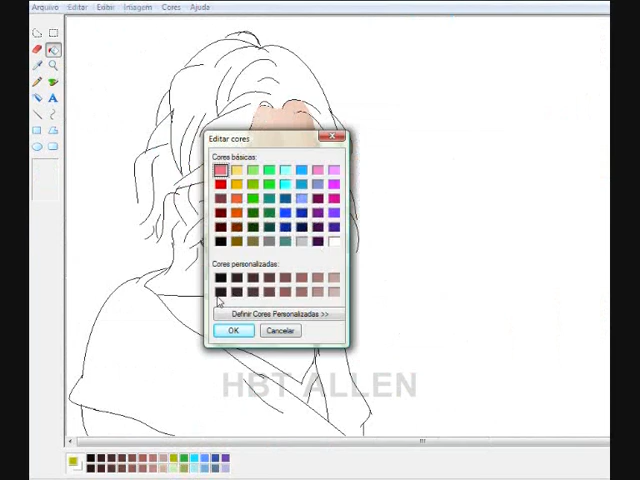 Arquivo Editar Exibir Imagem Cores Ajuda
Editar cores
Cores básicas:
Cores personalizadas:
Definir Cores Personalizadas >>
OK Cancelar
HBT ALLEN